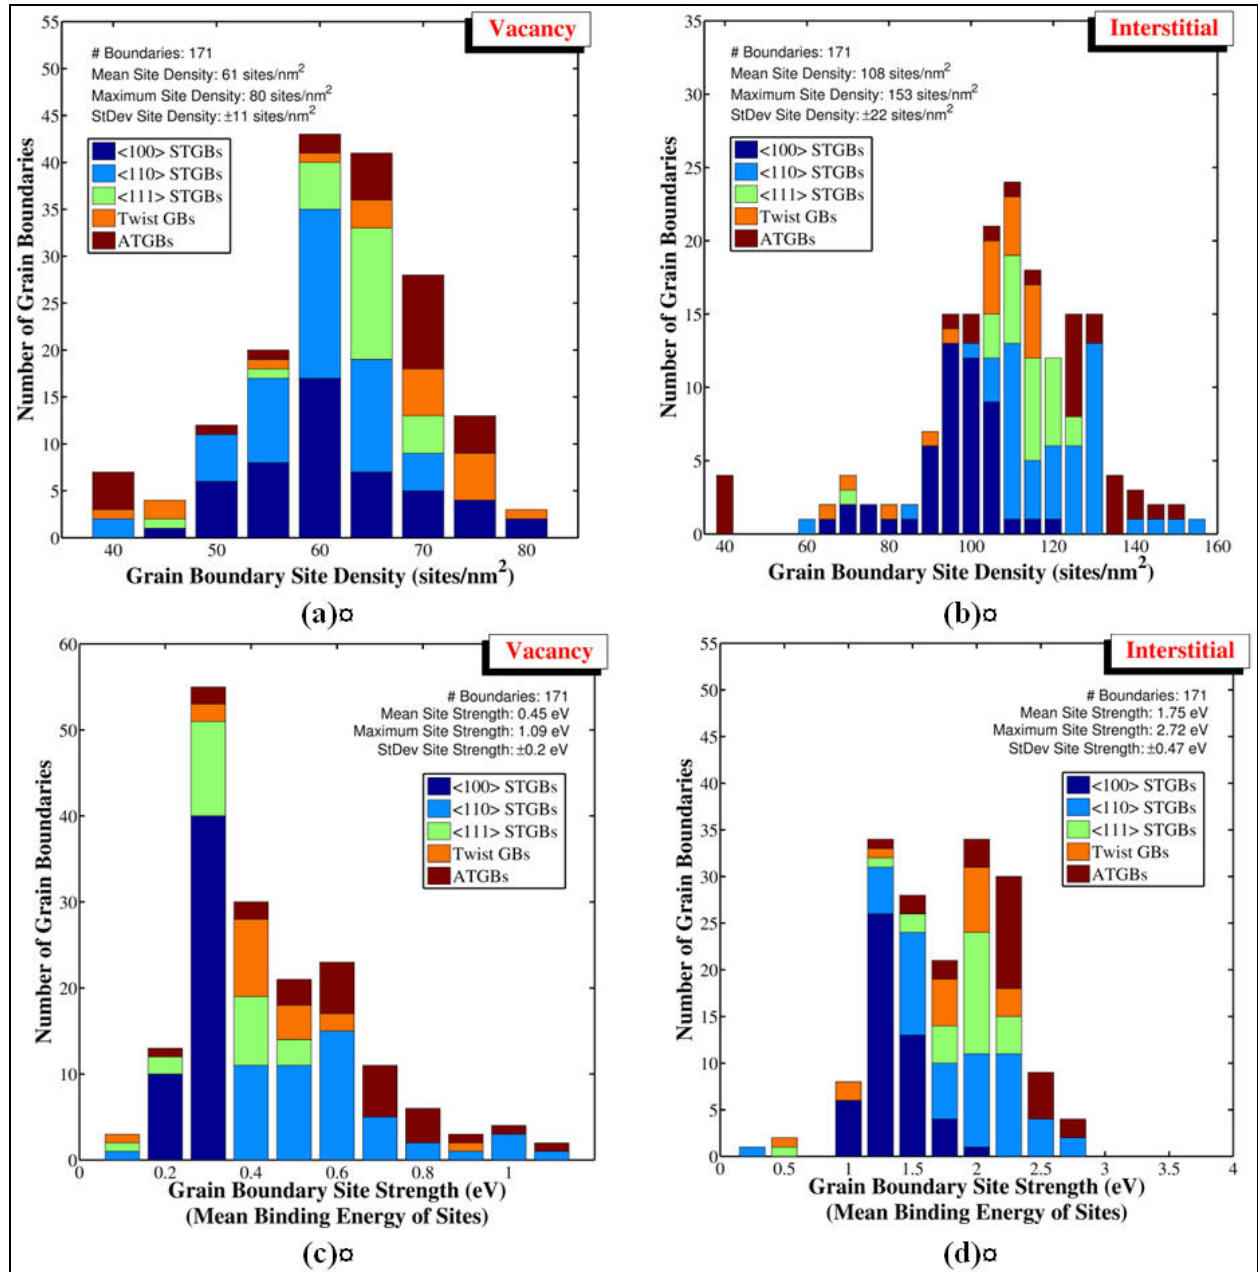 Vacancy
# Boundaries: 171
Mean Site Density: 61 sites/nm²
Maximum Site Density: 80 sites/nm²
StDev Site Density: ±11 sites/nm²
<100> STGBs
<110> STGBs
<111> STGBs
Twist GBs
ATGBs
Number of Grain Boundaries
55
50
45
40
35
30
25
20
15
10
5
0
40 50 60 70 80
Grain Boundary Site Density (sites/nm²)
(a)¤
Interstitial
# Boundaries: 171
Mean Site Density: 108 sites/nm²
Maximum Site Density: 153 sites/nm²
StDev Site Density: ±22 sites/nm²
<100> STGBs
<110> STGBs
<111> STGBs
Twist GBs
ATGBs
Number of Grain Boundaries
35
30
25
20
15
10
5
0
40 60 80 100 120 140 160
Grain Boundary Site Density (sites/nm²)
(b)¤
Vacancy
# Boundaries: 171
Mean Site Strength: 0.45 eV
Maximum Site Strength: 1.09 eV
StDev Site Strength: ±0.2 eV
<100> STGBs
<110> STGBs
<111> STGBs
Twist GBs
ATGBs
Number of Grain Boundaries
60
50
40
30
20
10
0
0 0.2 0.4 0.6 0.8 1
Grain Boundary Site Strength (eV)
(Mean Binding Energy of Sites)
(c)¤
Interstitial
# Boundaries: 171
Mean Site Strength: 1.75 eV
Maximum Site Strength: 2.72 eV
StDev Site Strength: ±0.47 eV
<100> STGBs
<110> STGBs
<111> STGBs
Twist GBs
ATGBs
Number of Grain Boundaries
55
50
45
40
35
30
25
20
15
10
5
0
0 0.5 1 1.5 2 2.5 3 3.5 4
Grain Boundary Site Strength (eV)
(Mean Binding Energy of Sites)
(d)¤